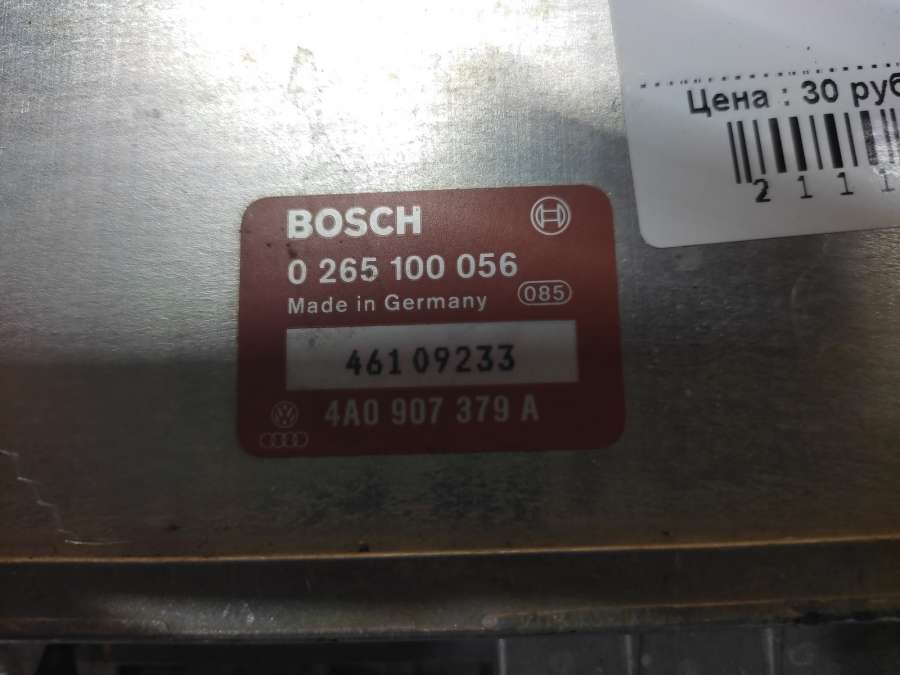 Цена : 30 руб
2 1 1 1
BOSCH
0 265 100 056
Made in Germany 085
46109233
4A0 907 379 A